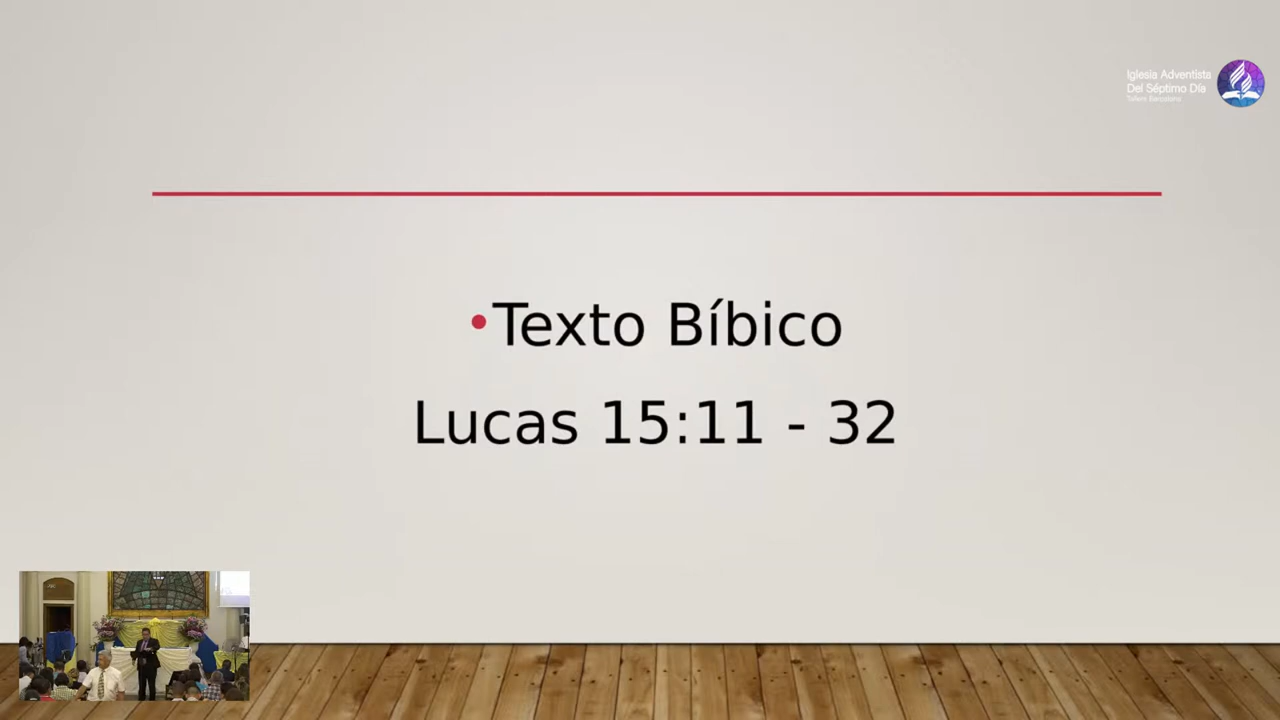 Iglesia Adventista
Del Séptimo Día
•Texto Bíbico
Lucas 15:11 - 32